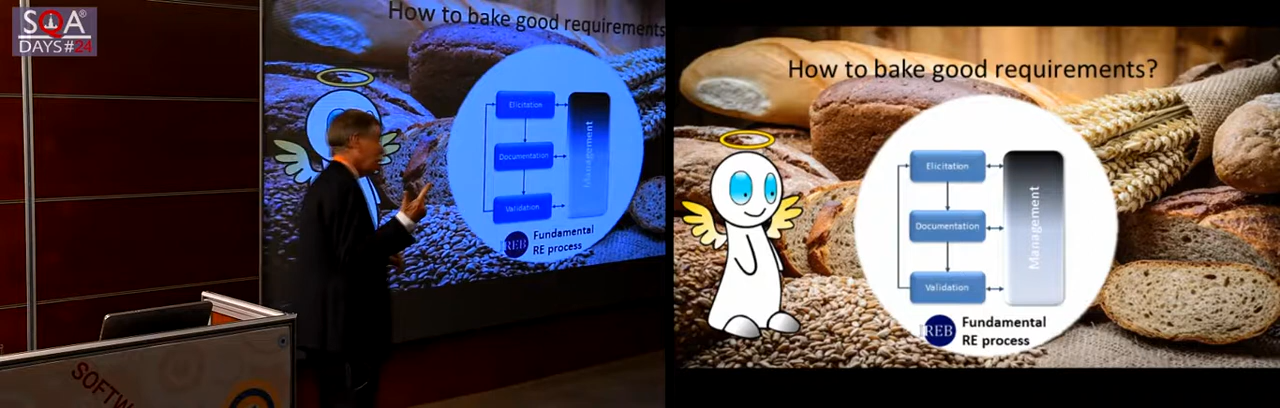 SQA®
DAYS#24
How to bake good requirements
Elicitation
Documentation
Validation
Management
IREB
Fundamental
RE process
SOFTW
How to bake good requirements?
Elicitation
Documentation
Validation
Management
IREB
Fundamental
RE process